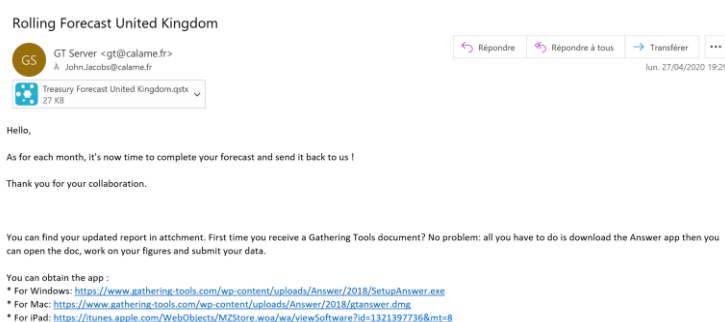 Rolling Forecast United Kingdom
GS
GT Server <gt@calame.fr>
À John.Jacobs@calame.fr
Répondre
Répondre à tous
Transférer
lun. 27/04/2020 19:29
Treasury Forecast United Kingdom.qstx
27 KB
Hello,
As for each month, it's now time to complete your forecast and send it back to us !
Thank you for your collaboration.
You can find your updated report in attchment. First time you receive a Gathering Tools document? No problem: all you have to do is download the Answer app then you
can open the doc, work on your figures and submit your data.
You can obtain the app :
* For Windows: https://www.gathering-tools.com/wp-content/uploads/Answer/2018/SetupAnswer.exe
* For Mac: https://www.gathering-tools.com/wp-content/uploads/Answer/2018/gtanswer.dmg
* For iPad: https://itunes.apple.com/WebObjects/MZStore.woa/wa/viewSoftware?id=1321397736&mt=8